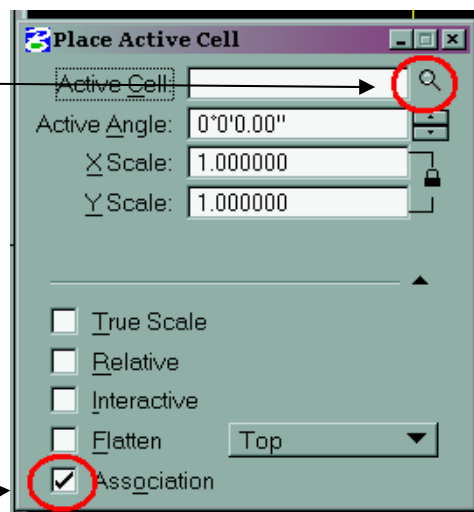 Place Active Cell
Active Cell:
Active Angle: 0°0'0.00"
X Scale: 1.000000
Y Scale: 1.000000
True Scale
Relative
Interactive
Flatten Top
Association